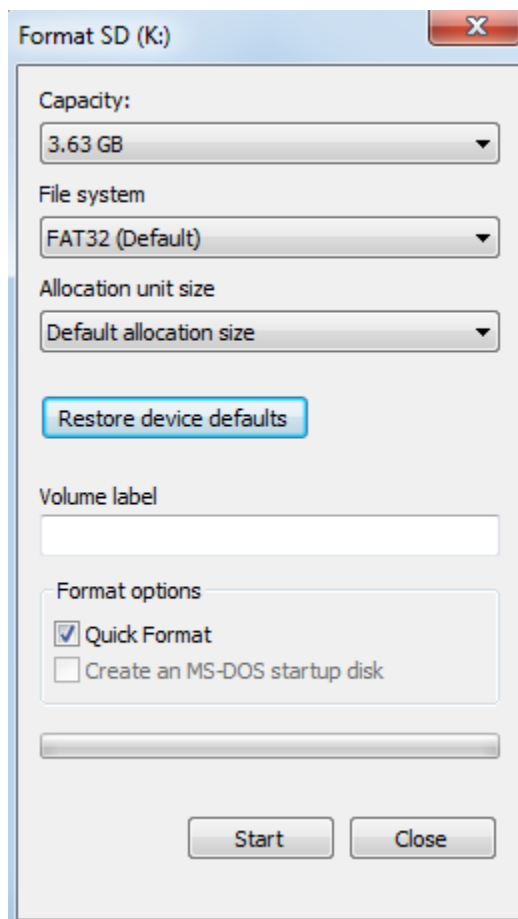 Format SD (K:)
x
Capacity:
3.63 GB
File system
FAT32 (Default)
Allocation unit size
Default allocation size
Restore device defaults
Volume label
Format options
Quick Format
Create an MS-DOS startup disk
Start Close